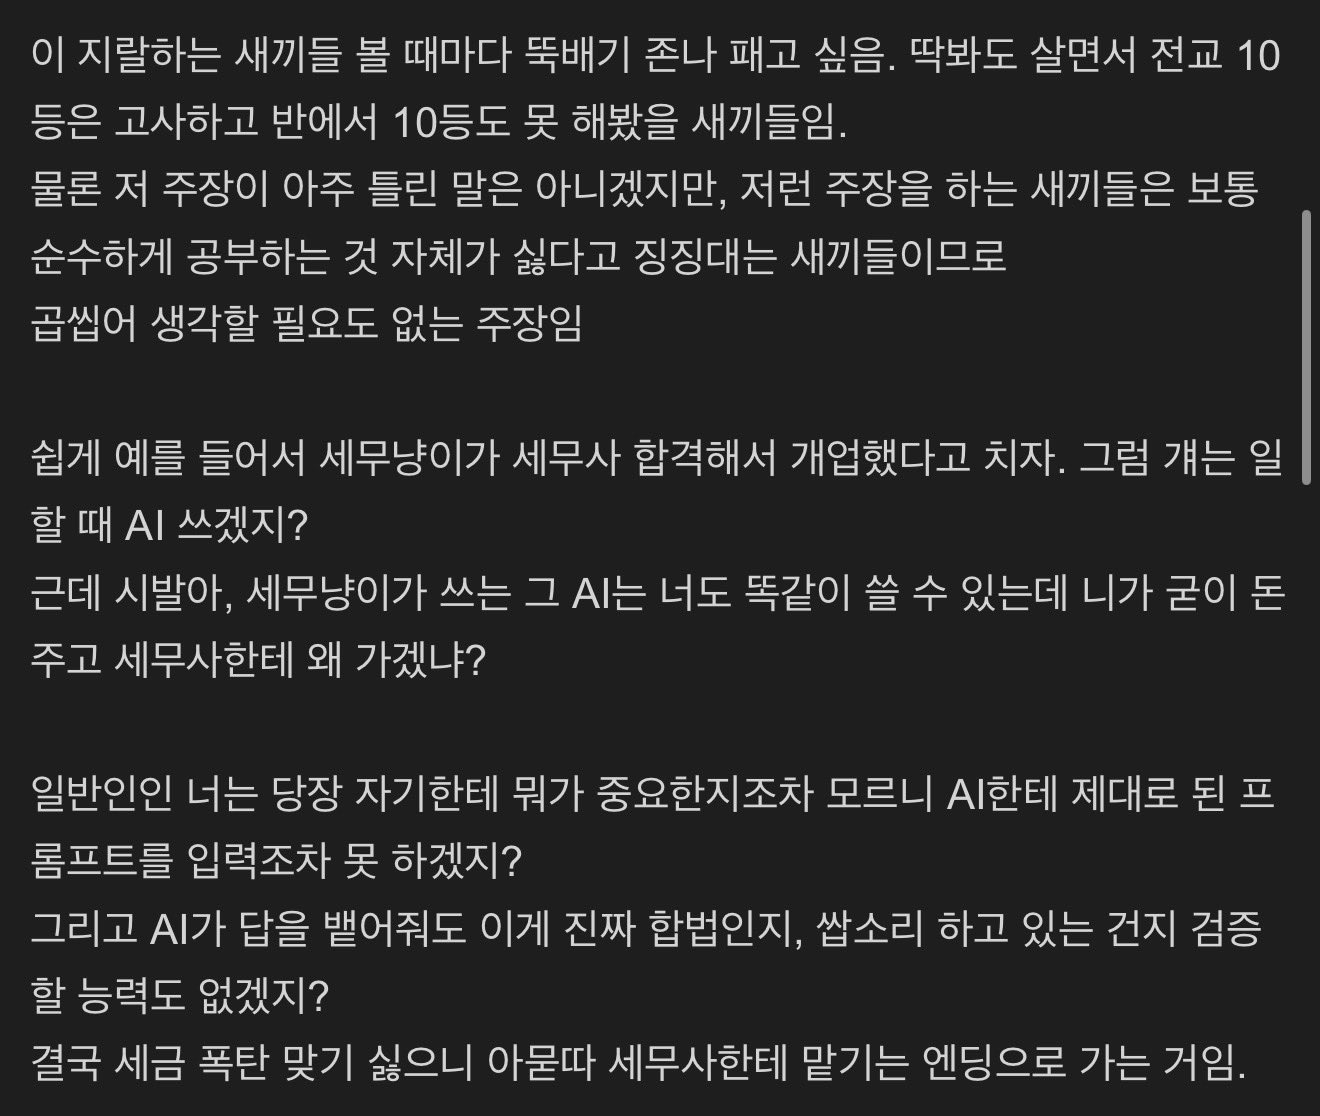 이 지랄하는 새끼들 볼 때마다 뚝배기 존나 패고 싶음. 딱봐도 살면서 전교 10
등은 고사하고 반에서 10등도 못 해봤을 새끼들임.
물론 저 주장이 아주 틀린 말은 아니겠지만, 저런 주장을 하는 새끼들은 보통
순수하게 공부하는 것 자체가 싫다고 징징대는 새끼들이므로
곱씹어 생각할 필요도 없는 주장임
쉽게 예를 들어서 세무냥이가 세무사 합격해서 개업했다고 치자. 그럼 걔는 일
할 때 AI 쓰겠지?
근데 시발아, 세무냥이가 쓰는 그 AI는 너도 똑같이 쓸 수 있는데 니가 굳이 돈
주고 세무사한테 왜 가겠냐?
일반인인 너는 당장 자기한테 뭐가 중요한지조차 모르니 AI한테 제대로 된 프
롬프트를 입력조차 못 하겠지?
그리고 AI가 답을 뱉어줘도 이게 진짜 합법인지, 쌉소리 하고 있는 건지 검증
할 능력도 없겠지?
결국 세금 폭탄 맞기 싫으니 아묻따 세무사한테 맡기는 엔딩으로 가는 거임.